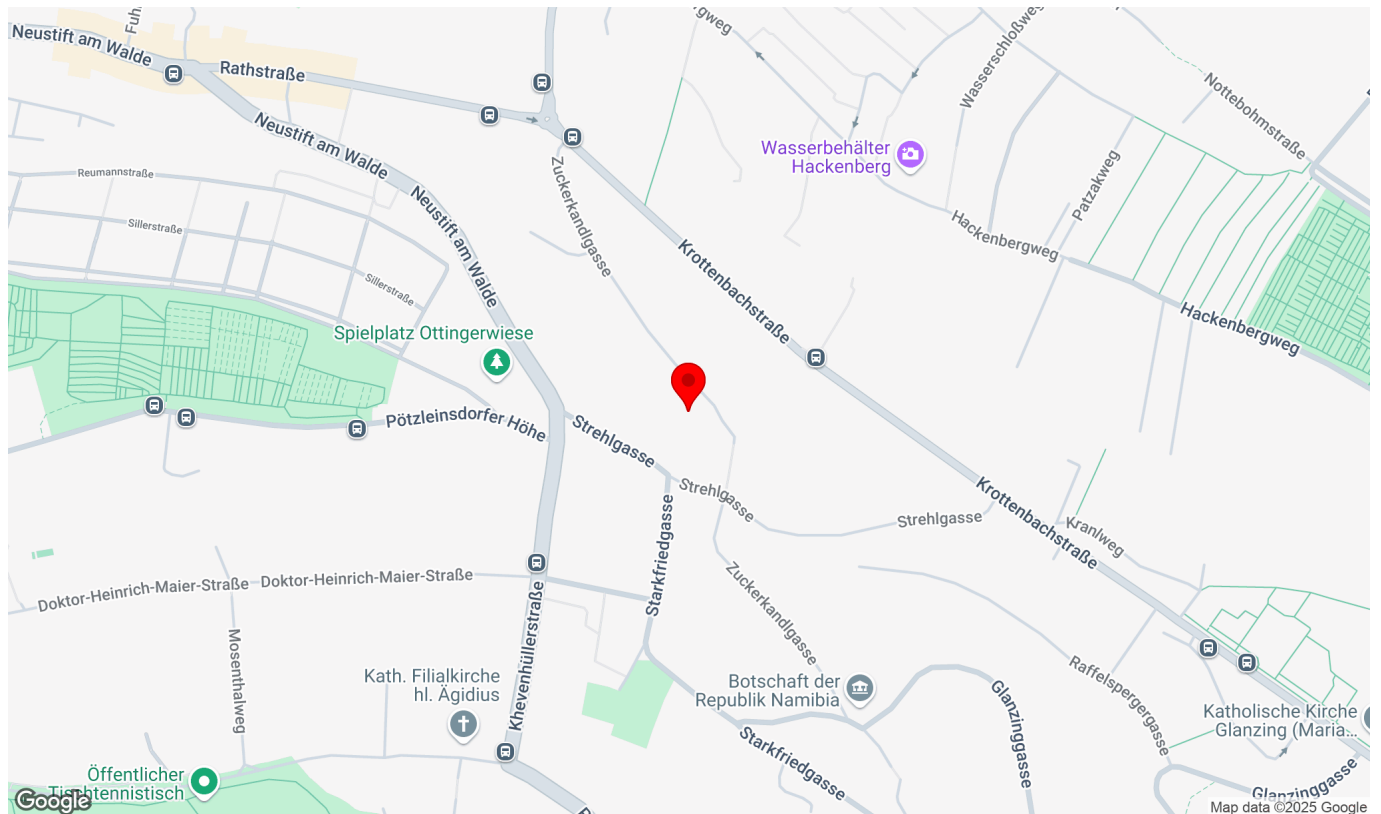 Neustift am Walde
Rathstraße
Neustift am Walde
Reumannstraße
Sillerstraße
Sillerstraße
Neustift am Walde
Zuckerkandlgasse
Wasserschloßweg
Nottebohmstraße
Wasserbehälter
Hackenberg
Patzakweg
Hackenbergweg
Krottenbachstraße
Hackenbergweg
Spielplatz Ottingerwiese
Pötzleinsdorfer Höhe
Strehlgasse
Strehlgasse
Strehlgasse
Krottenbachstraße
Kranlweg
Starkfriedgasse
Zuckerkandlgasse
Doktor-Heinrich-Maier-Straße
Doktor-Heinrich-Maier-Straße
Mosenthalweg
Khevenhüllerstraße
Kath. Filialkirche
hl. Ägidius
Botschaft der
Republik Namibia
Glanzinggasse
Raffelspergergasse
Katholische Kirche
Glanzing (Maria...
Starkfriedgasse
Glanzinggasse
Öffentlicher
Tischtennistisch
Google
Map data ©2025 Google